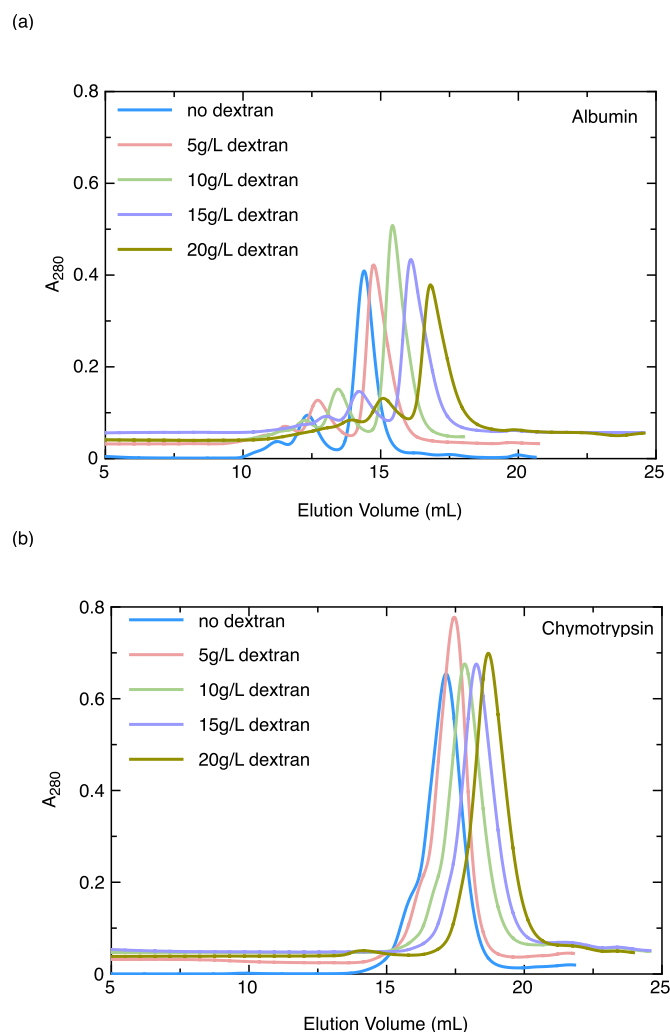 (a)
0.8
no dextran
Albumin
5g/L dextran
0.6
10g/L dextran
15g/L dextran
20g/L dextran
0.4
A280
0.2
0
5 10 15 20 25
Elution Volume (mL)
(b)
0.8
no dextran
Chymotrypsin
5g/L dextran
10g/L dextran
0.6
15g/L dextran
20g/L dextran
0.4
A280
0.2
0
5 10 15 20 25
Elution Volume (mL)